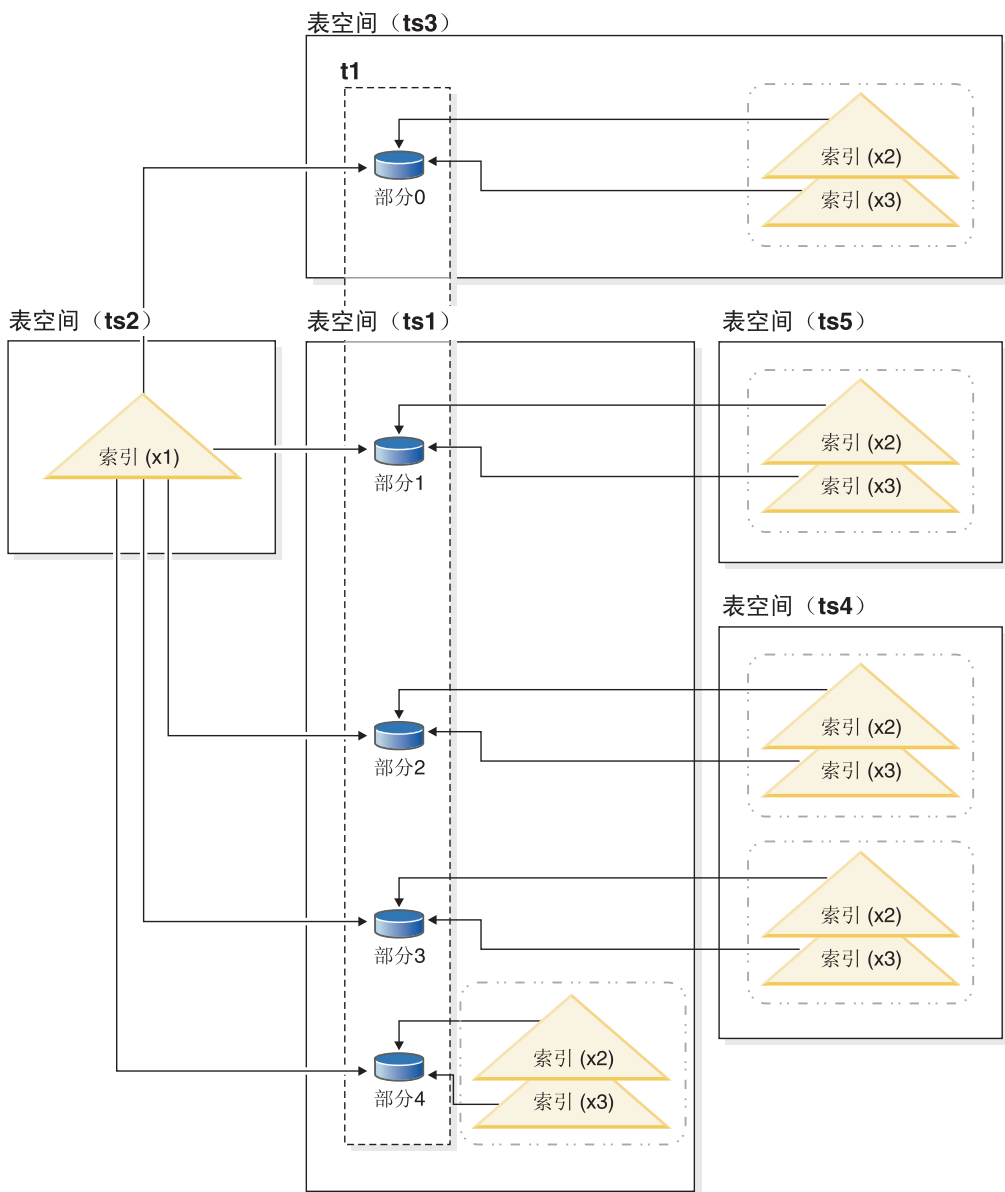 表空间（ts3）
t1
部分0
索引 (x2)
索引 (x3)
表空间（ts2）
索引 (x1)
表空间（ts1）
部分1
部分2
部分3
部分4
索引 (x2)
索引 (x3)
表空间（ts5）
索引 (x2)
索引 (x3)
表空间（ts4）
索引 (x2)
索引 (x3)
索引 (x2)
索引 (x3)